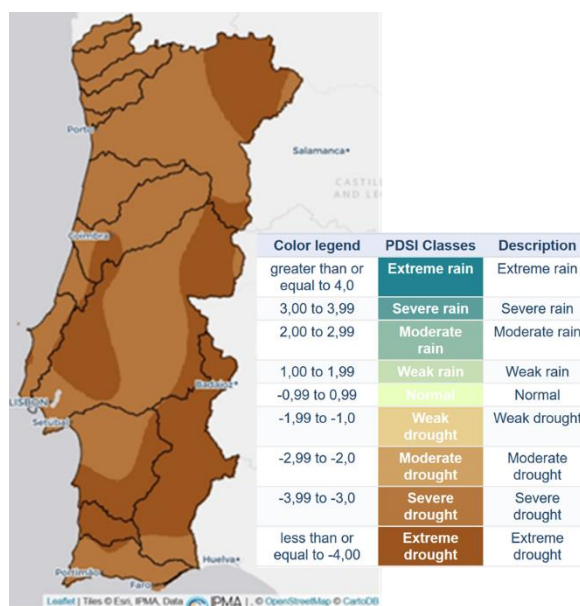 Porto
Salamanca
CASTIL
AND LE
Coimbra
Color legend PDSI Classes Description
greater than or Extreme rain Extreme rain
equal to 4,0
3,00 to 3,99 Severe rain Severe rain
2,00 to 2,99 Moderate Moderate rain
rain
1,00 to 1,99 Weak rain Weak rain
-0,99 to 0,99 Normal Normal
-1,99 to -1,0 Weak Weak drought
drought
-2,99 to -2,0 Moderate Moderate
drought drought
-3,99 to -3,0 Severe Severe
drought drought
less than or Extreme Extreme
equal to -4,00 drought drought
Badajoz
LISBON
Setubal
Huelva
Portimão
Faro
Leaflet | Tiles © Esri, IPMA, Data IPMA | , © OpenStreetMap © CartoDB